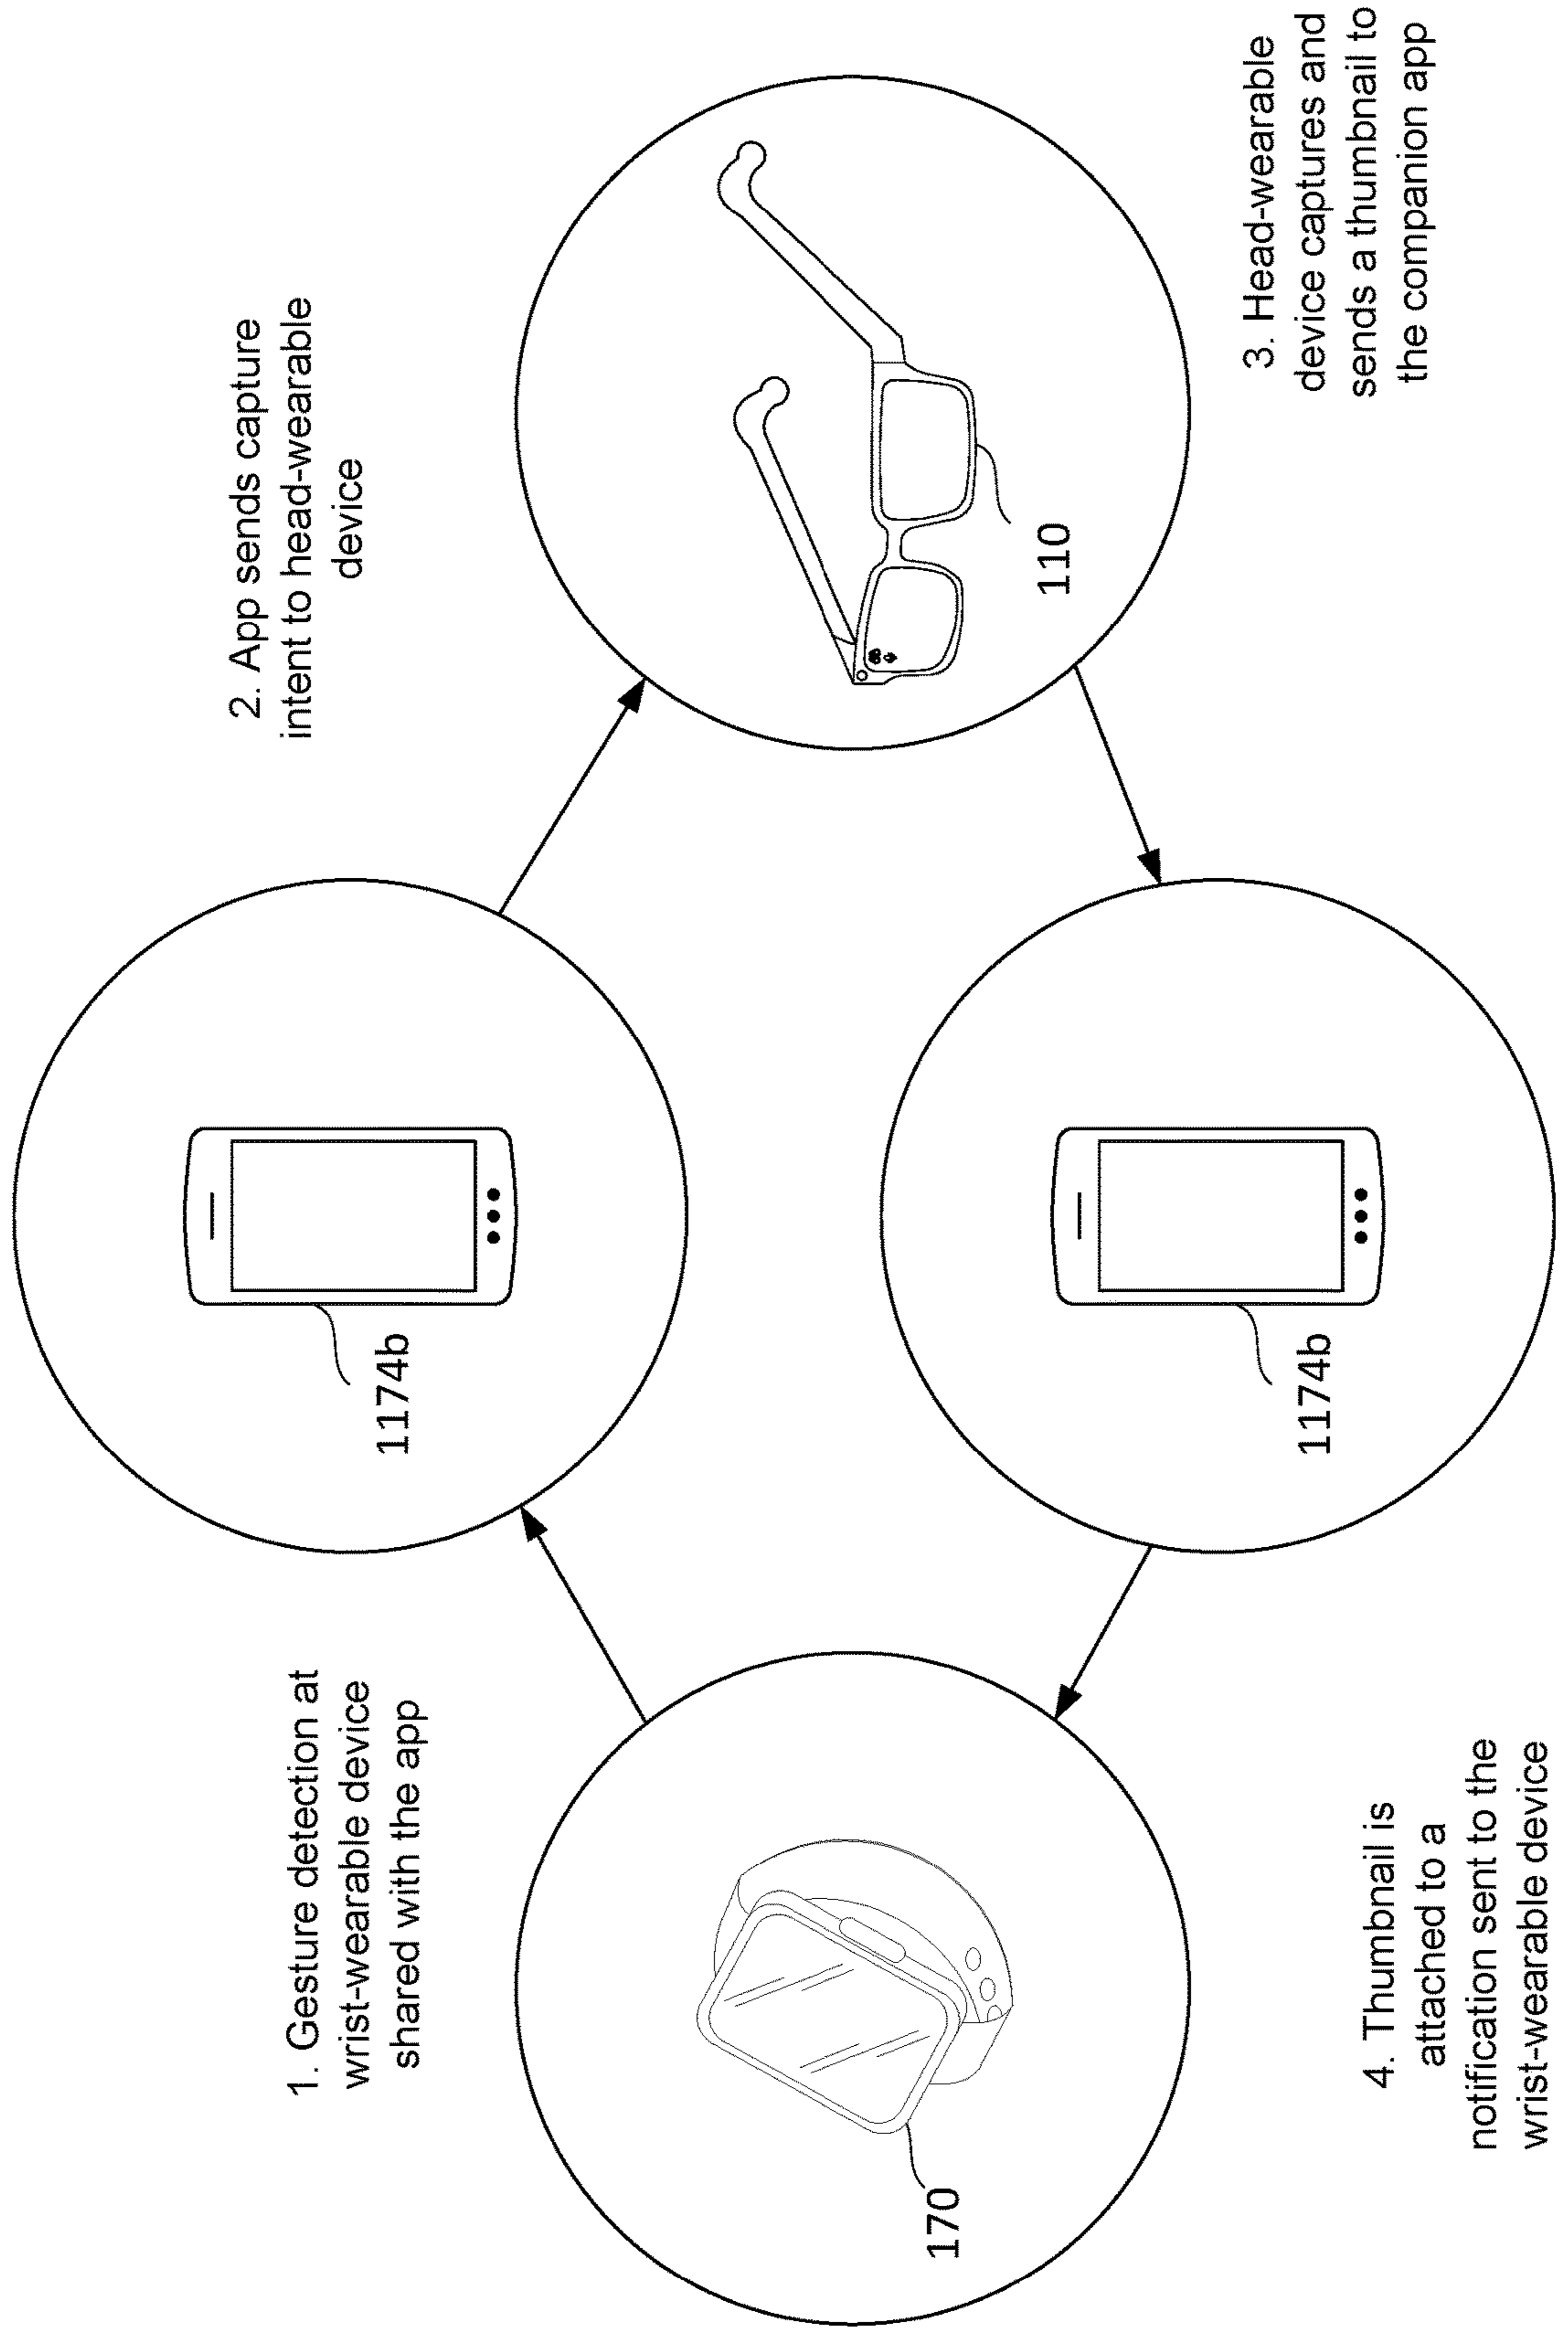 1. Gesture detection at
wrist-wearable device
shared with the app
2. App sends capture
intent to head-wearable
device
1174b
170
110
1174b
4. Thumbnail is
attached to a
notification sent to the
wrist-wearable device
3. Head-wearable
device captures and
sends a thumbnail to
the companion app